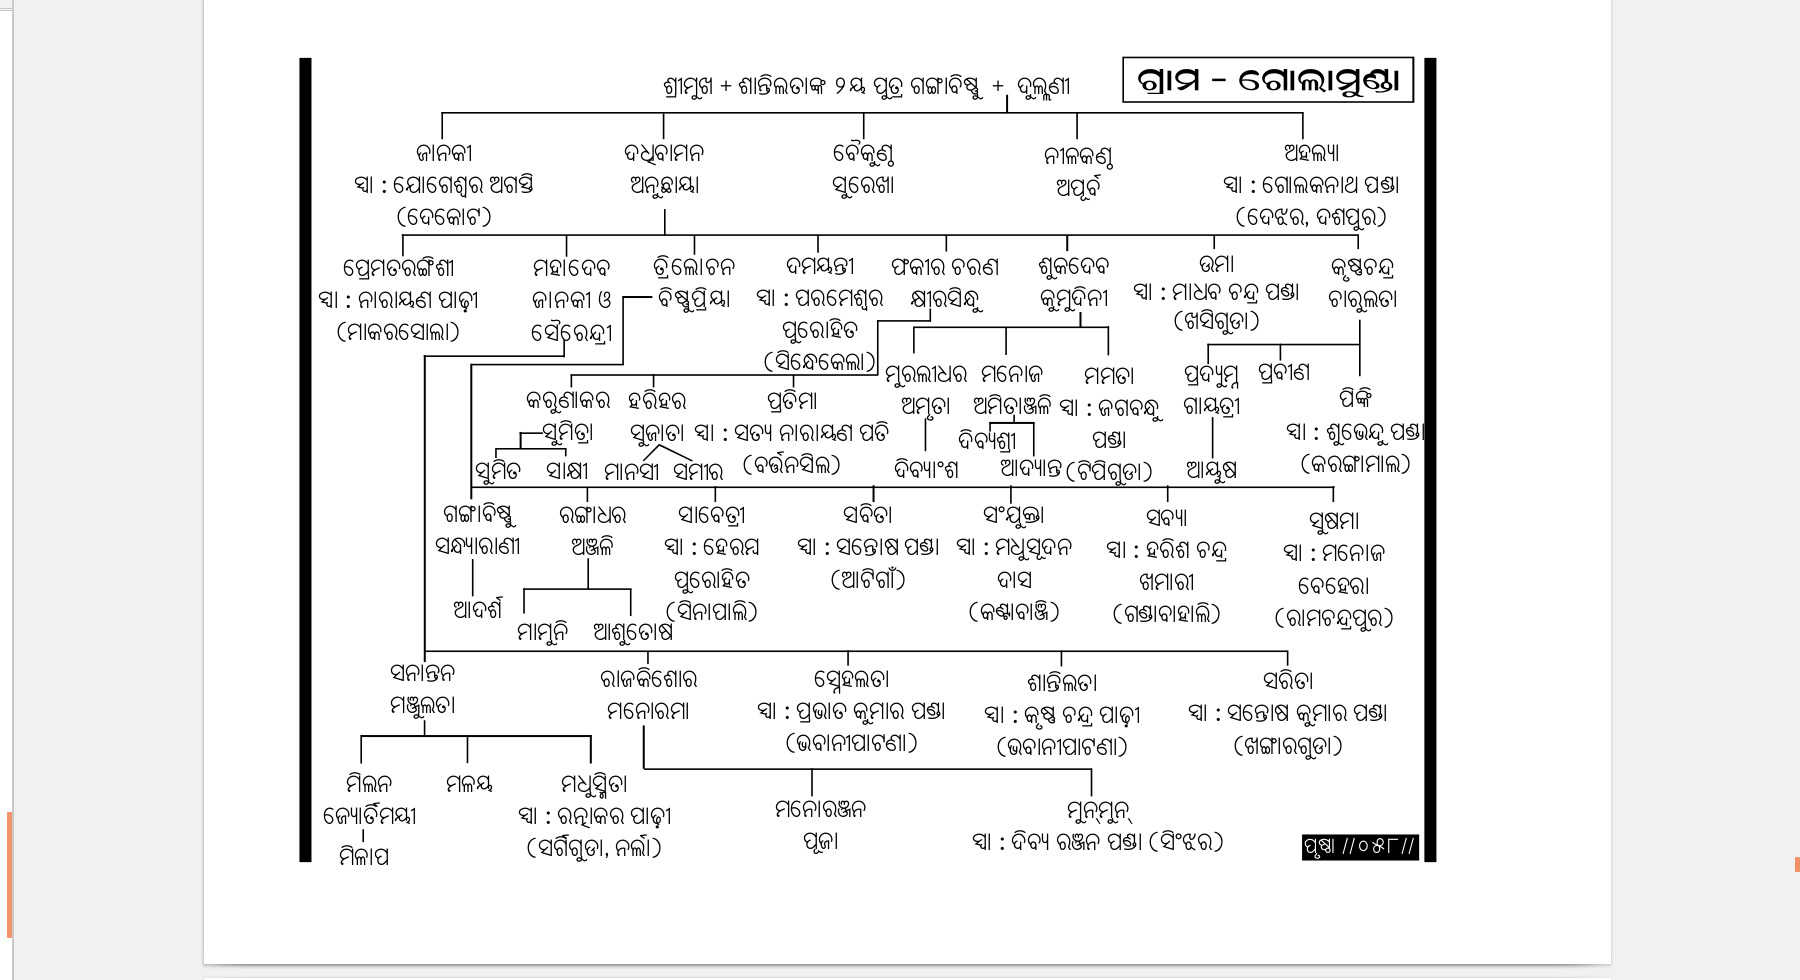 ଶ୍ରୀମୁଖ + ଶାନ୍ତିଲତାଙ୍କ ୨ୟ ପୁତ୍ର ଗଙ୍ଗାବିଷ୍ଣୁ + ଦୁଲ୍ଲଣୀ
ଗ୍ରାମ - ଗୋଲାମୁଣ୍ଡା
ଜାନକୀ ଦଧିବାମନ ବୈକୁଣ୍ଠ ନୀଳକଣ୍ଠ ଅହଲ୍ୟା
ସ୍ୱା : ଯୋଗେଶ୍ୱର ଅଗସ୍ତି ଅନୁଛାୟା ସୁରେଖା ଅପୂର୍ବ ସ୍ୱା : ଗୋଲକନାଥ ପଣ୍ଡା
(ଦେକୋଟ) (ଦେଝର, ଦଶପୁର)
ପ୍ରେମତରଙ୍ଗିଣୀ ମହାଦେବ ତ୍ରିଲୋଚନ ଦମୟନ୍ତୀ ଫକୀର ଚରଣ ଶୁକଦେବ ଉମା କୃଷ୍ଣଚନ୍ଦ୍ର
ସ୍ୱା : ନାରାୟଣ ପାଢ଼ୀ ଜାନକୀ ଓ ବିଷ୍ଣୁପ୍ରିୟା ସ୍ୱା : ପରମେଶ୍ୱର କ୍ଷୀରସିନ୍ଧୁ କୁମୁଦିନୀ ସ୍ୱା : ମାଧବ ଚନ୍ଦ୍ର ପଣ୍ଡା ଚାରୁଲତା
(ମାକରସୋଲା) ସୈରେନ୍ଦ୍ରୀ ପୁରୋହିତ (ଖସିଗୁଡା)
(ସିନ୍ଧେକେଲା) ମୁରଲୀଧର ମନୋଜ ମମତା ପ୍ରଦ୍ୟୁମ୍ନ ପ୍ରବୀଣ
କରୁଣାକର ହରିହର ପ୍ରତିମା ଅମୃତା ଅମିତାଞ୍ଜଳି ସ୍ୱା : ଜଗବନ୍ଧୁ ଗାୟତ୍ରୀ ପିଙ୍କି
ସୁମିତ୍ରା ସୁଜାତା ସ୍ୱା : ସତ୍ୟ ନାରାୟଣ ପତି ଦିବ୍ୟଶ୍ରୀ ପଣ୍ଡା ସ୍ୱା : ଶୁଭେନ୍ଦୁ ପଣ୍ଡା
ସୁମିତ ସାକ୍ଷୀ ମାନସୀ ସମୀର (ବର୍ତ୍ତନସିଲ) ଦିବ୍ୟାଂଶ ଆଦ୍ୟାନ୍ତ (ଟିପିଗୁଡା) ଆୟୁଷ (କରଙ୍ଗାମାଲ)
ଗଙ୍ଗାବିଷ୍ଣୁ ରଙ୍ଗାଧର ସାବେତ୍ରୀ ସବିତା ସଂଯୁକ୍ତା ସବ୍ୟା ସୁଷମା
ସନ୍ଧ୍ୟାରାଣୀ ଅଞ୍ଜଳି ସ୍ୱା : ହେରମ୍ବ ସ୍ୱା : ସନ୍ତୋଷ ପଣ୍ଡା ସ୍ୱା : ମଧୁସୂଦନ ସ୍ୱା : ହରିଶ ଚନ୍ଦ୍ର ସ୍ୱା : ମନୋଜ
ପୁରୋହିତ (ଆଟିଗାଁ) ଦାସ ଖମାରୀ ବେହେରା
ଆଦର୍ଶ (ସିନାପାଲି) (କଣ୍ଟାବାଞ୍ଜି) (ଗଣ୍ଡାବାହାଲି) (ରାମଚନ୍ଦ୍ରପୁର)
ମାମୁନି ଆଶୁତୋଷ
ସନାତନ ରାଜକିଶୋର ସ୍ନେହଲତା ଶାନ୍ତିଲତା ସରିତା
ମଞ୍ଜୁଲତା ମନୋରମା ସ୍ୱା : ପ୍ରଭାତ କୁମାର ପଣ୍ଡା ସ୍ୱା : କୃଷ୍ଣ ଚନ୍ଦ୍ର ପାଢ଼ୀ ସ୍ୱା : ସନ୍ତୋଷ କୁମାର ପଣ୍ଡା
(ଭବାନୀପାଟଣା) (ଭବାନୀପାଟଣା) (ଖଙ୍ଗାରଗୁଡା)
ମିଲନ ମଳୟ ମଧୁସ୍ମିତା ମନୋରଞ୍ଜନ ମୁନ୍‌ମୁନ୍
ଜ୍ୟୋର୍ତିମୟୀ ସ୍ୱା : ରତ୍ନାକର ପାଢ଼ୀ ପୂଜା ସ୍ୱା : ଦିବ୍ୟ ରଞ୍ଜନ ପଣ୍ଡା (ସିଂଝର)
ମିଳାପ (ସର୍ଗିଗୁଡା, ନର୍ଲା)
ପୃଷ୍ଠା //୦୫୮//